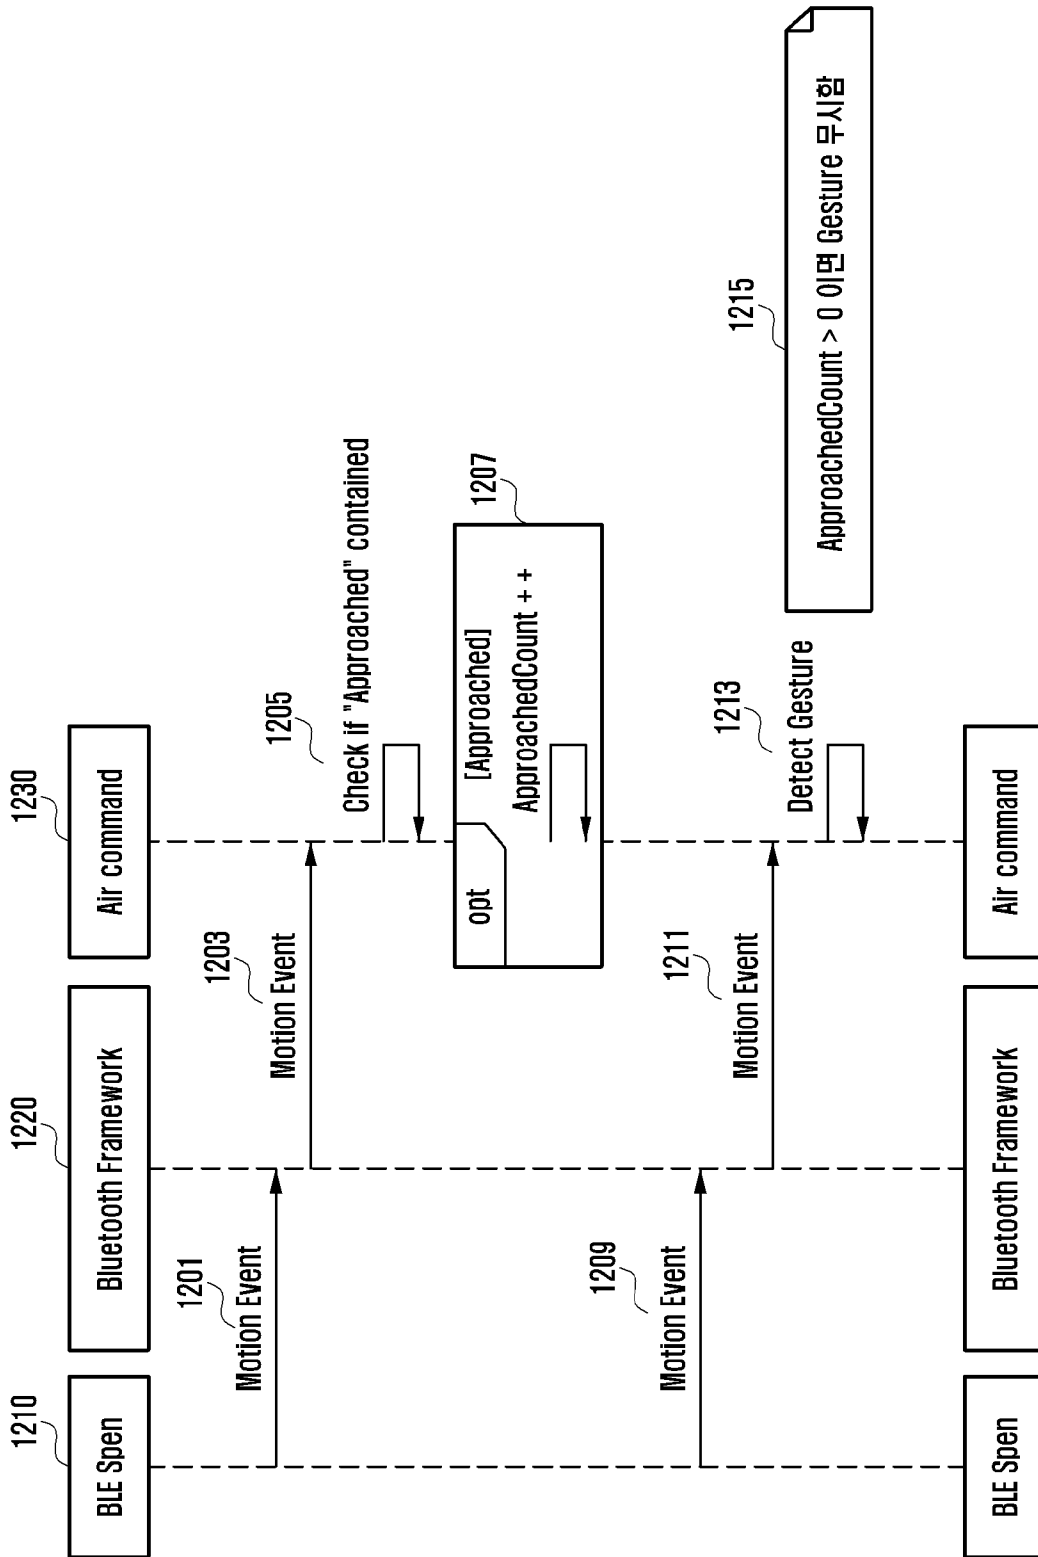 1210
BLE Spen
1220
Bluetooth Framework
1230
Air command
1201
Motion Event
1203
Motion Event
1205
Check if "Approached" contained
1207
opt
[Approached]
ApproachedCount + +
1209
Motion Event
1211
Motion Event
1213
Detect Gesture
1215
ApproachedCount > 0 이면 Gesture 무시함
BLE Spen
Bluetooth Framework
Air command